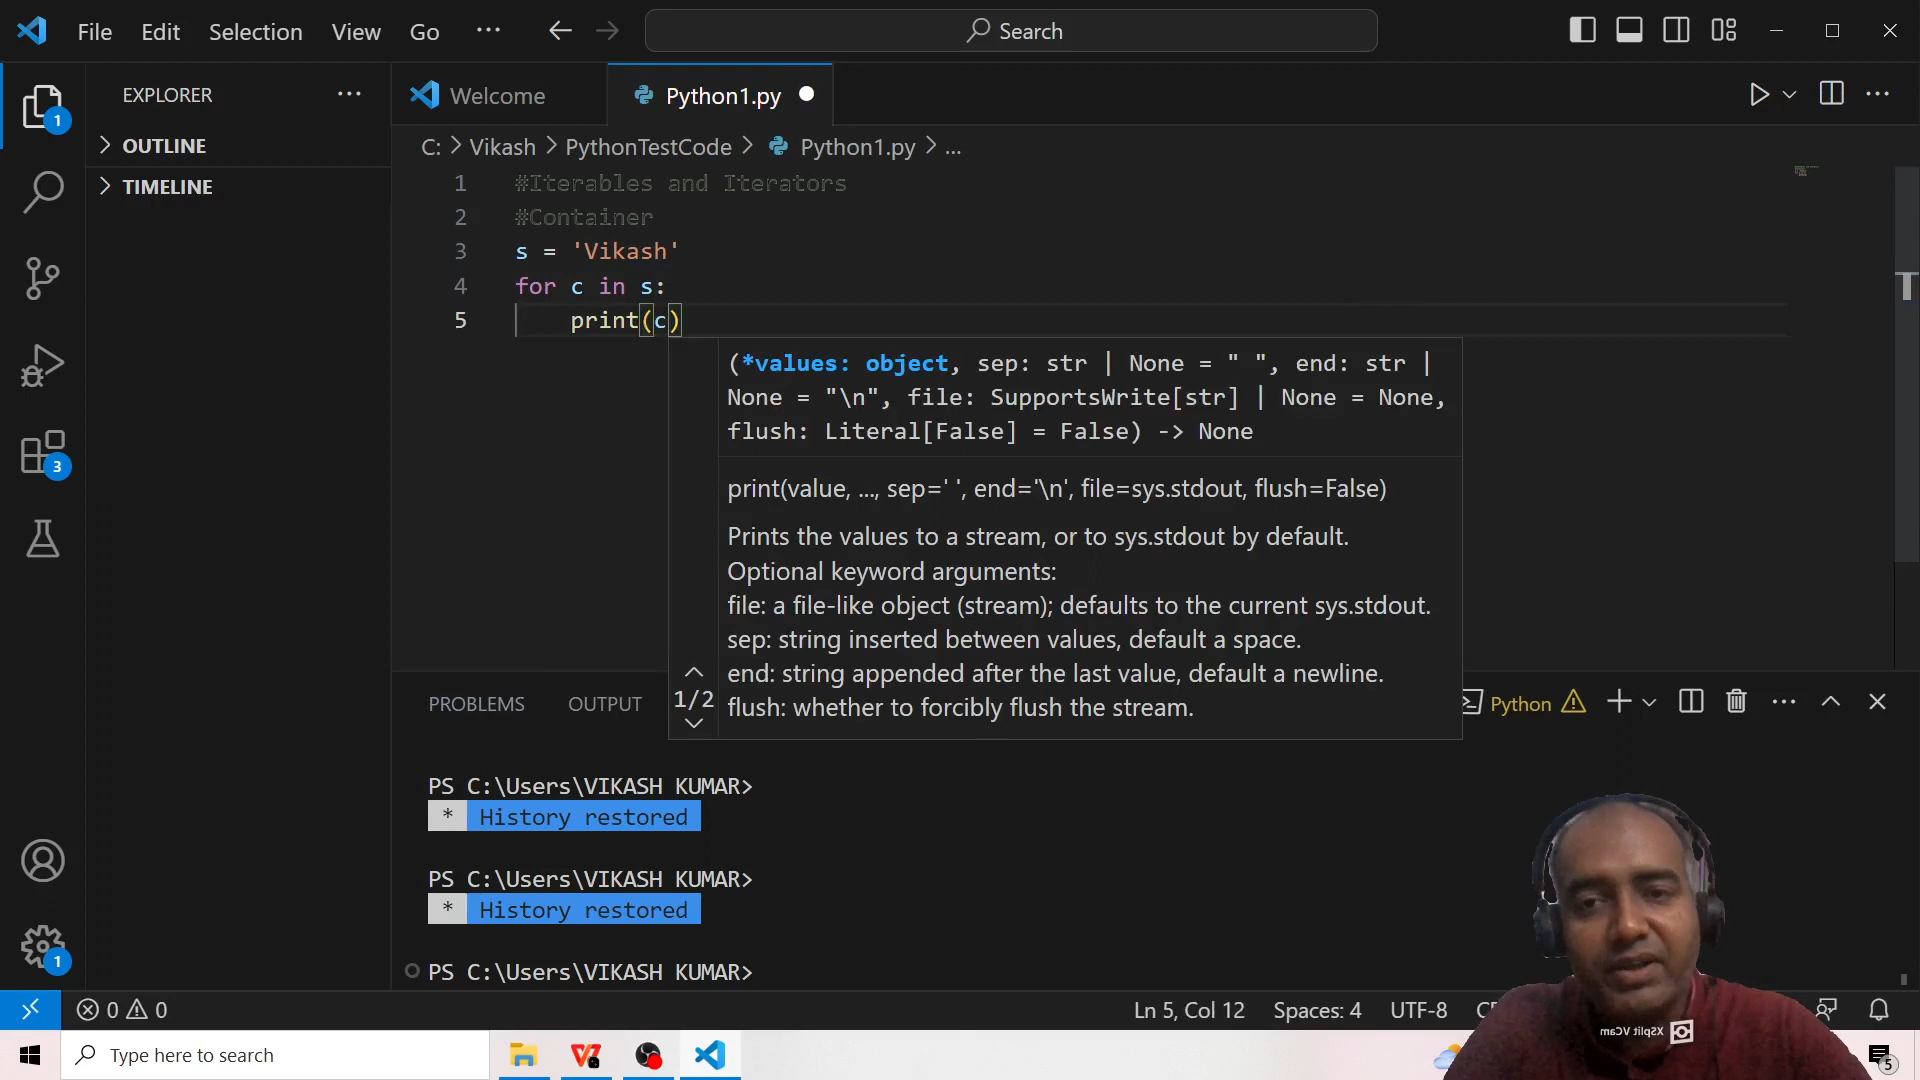 File Edit Selection View Go ··· Search
EXPLORER ···
1
OUTLINE
TIMELINE
3
1
Welcome Python1.py
C: > Vikash > PythonTestCode > Python1.py > ...
1 #Iterables and Iterators
2 #Container
3 s = 'Vikash'
4 for c in s:
5 print(c)
(*values: object, sep: str | None = " ", end: str |
None = "\n", file: SupportsWrite[str] | None = None,
flush: Literal[False] = False) -> None
print(value, ..., sep=' ', end='\n', file=sys.stdout, flush=False)
Prints the values to a stream, or to sys.stdout by default.
Optional keyword arguments:
file: a file-like object (stream); defaults to the current sys.stdout.
sep: string inserted between values, default a space.
end: string appended after the last value, default a newline.
flush: whether to forcibly flush the stream.
1/2
PROBLEMS OUTPUT Python
PS C:\Users\VIKASH KUMAR>
* History restored
PS C:\Users\VIKASH KUMAR>
* History restored
PS C:\Users\VIKASH KUMAR>
0 0 Ln 5, Col 12 Spaces: 4 UTF-8
XSplit VCam
Type here to search
5